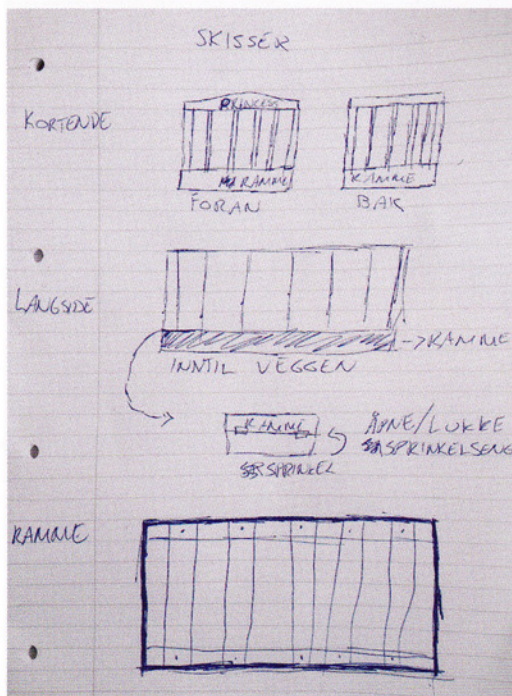 SKISSER
KORTENDE
PRINCESS
RAMME
FORAN
RAMME
BAK
LANGSIDE
->RAMME
INNTIL VEGGEN
RAMME
ÅPNE/LUKKE
SPRINKELSENG
SPRINKEL
RAMME